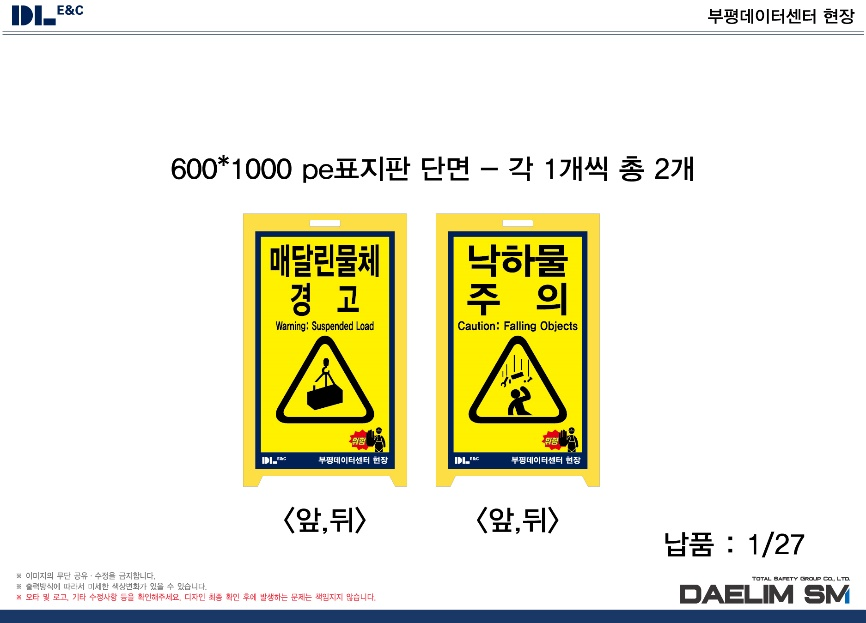 DL E&C
부평데이터센터 현장
600*1000 pe표지판 단면 - 각 1개씩 총 2개
매달린물체
경 고
Warning: Suspended Load
위험
DL E&C 부평데이터센터 현장
낙하물
주 의
Caution: Falling Objects
위험
DL E&C 부평데이터센터 현장
<앞,뒤>
<앞,뒤>
납품 : 1/27
※ 이미지의 무단 공유 · 수정을 금지합니다.
※ 출력방식에 따라서 미세한 색상변화가 있을 수 있습니다.
※ 오타 및 로고, 기타 수정사항 등을 확인해주세요. 디자인 최종 확인 후에 발생하는 문제는 책임지지 않습니다.
TOTAL SAFETY GROUP CO., LTD.
DAELIM SM